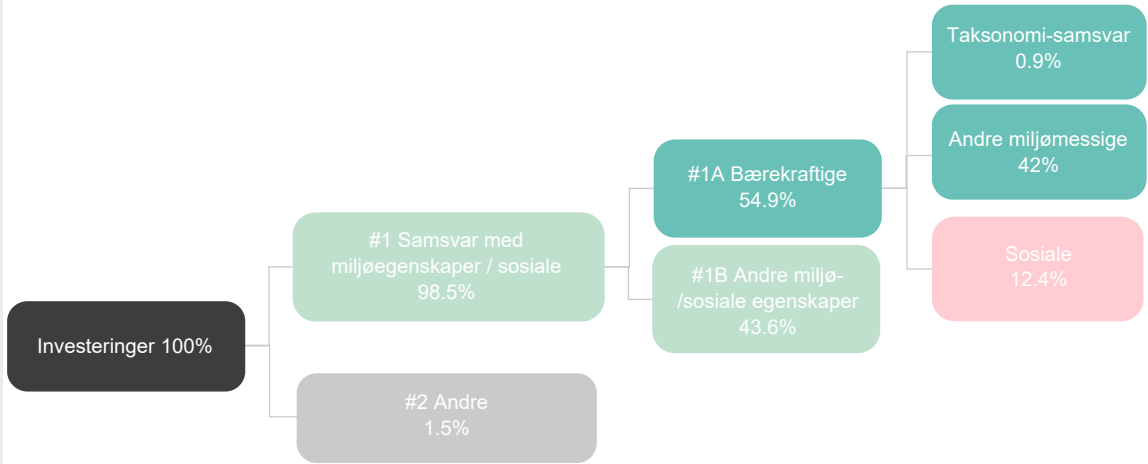 Investeringer 100%
#1 Samsvar med
miljøegenskaper / sosiale
98.5%
#2 Andre
1.5%
#1A Bærekraftige
54.9%
#1B Andre miljø-
/sosiale egenskaper
43.6%
Taksonomi-samsvar
0.9%
Andre miljømessige
42%
Sosiale
12.4%